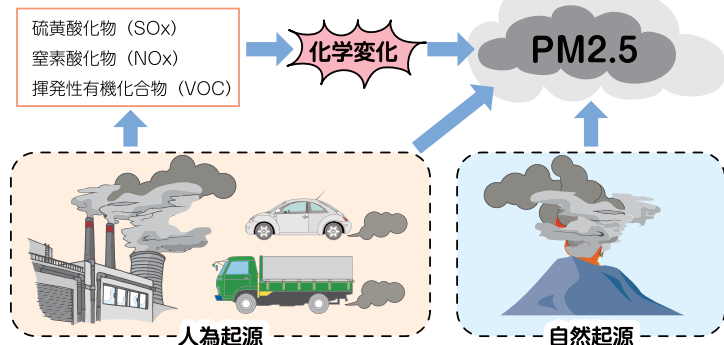 硫黄酸化物（SOx）
窒素酸化物（NOx）
揮発性有機化合物（VOC）
化学変化
PM2.5
人為起源
自然起源